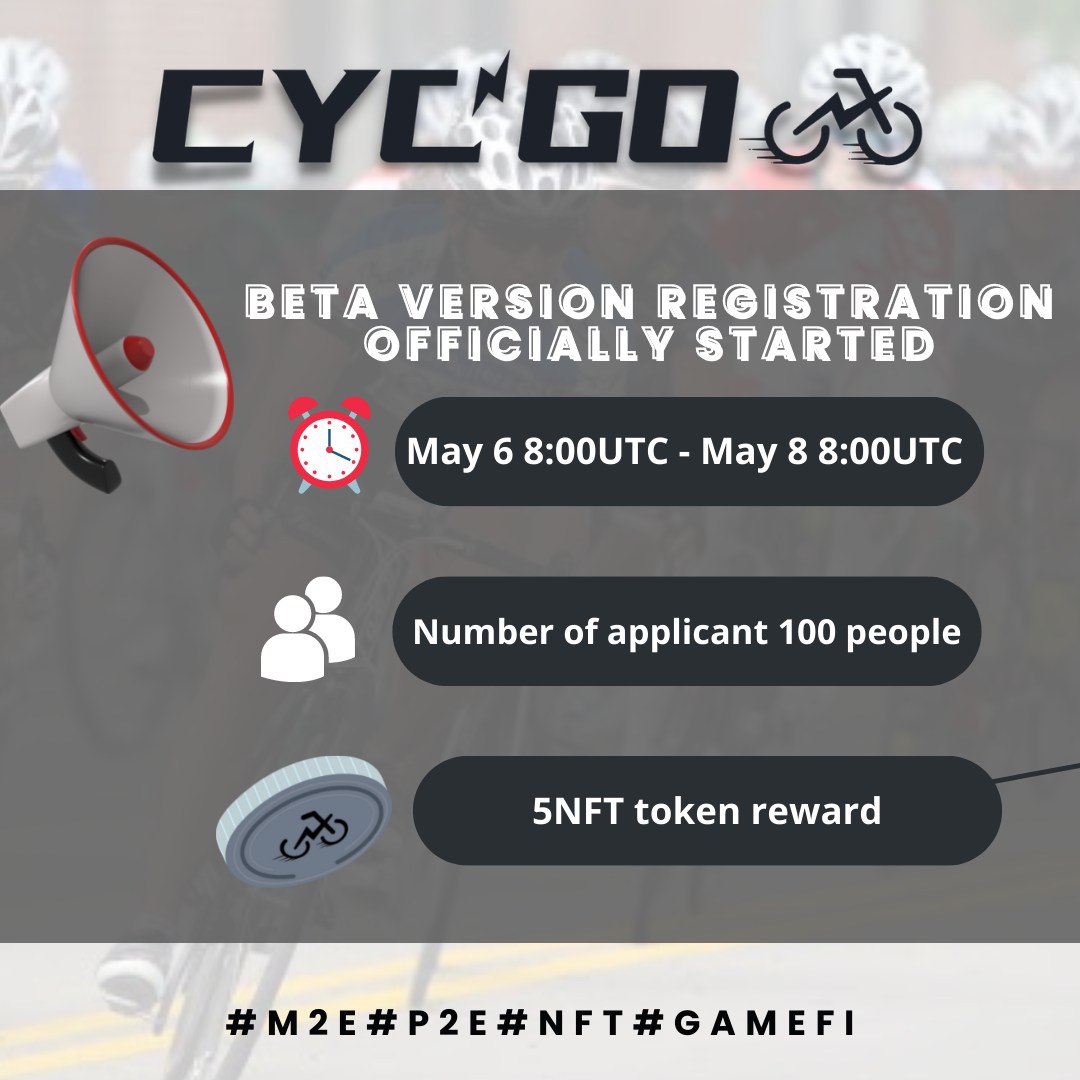 CYC'GO
BETA VERSION REGISTRATION
OFFICIALLY STARTED
May 6 8:00UTC - May 8 8:00UTC
Number of applicant 100 people
5NFT token reward
#M2E#P2E#NFT#GAMEFI